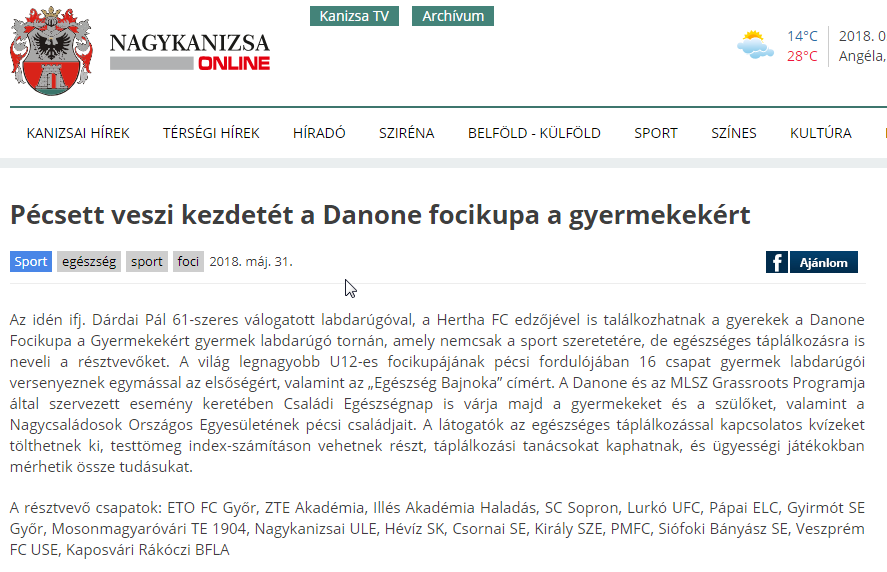 Kanizsa TV
Archívum
NAGYKANIZSA
ONLINE
14°C
28°C
2018. 0
Angéla,
KANIZSAI HÍREK TÉRSÉGI HÍREK HÍRADÓ SZIRÉNA BELFÖLD - KÜLFÖLD SPORT SZÍNES KULTÚRA
Pécsett veszi kezdetét a Danone focikupa a gyermekekért
Sport egészség sport foci 2018. máj. 31.
f Ajánlom
Az idén ifj. Dárdai Pál 61-szeres válogatott labdarúgóval, a Hertha FC edzőjével is találkozhatnak a gyerekek a Danone
Focikupa a Gyermekekért gyermek labdarúgó tornán, amely nemcsak a sport szeretetére, de egészséges táplálkozásra is
neveli a résztvevőket. A világ legnagyobb U12-es focikupájának pécsi fordulójában 16 csapat gyermek labdarúgói
versenyeznek egymással az elsőségért, valamint az „Egészség Bajnoka” címért. A Danone és az MLSZ Grassroots Programja
által szervezett esemény keretében Családi Egészségnap is várja majd a gyermekeket és a szülőket, valamint a
Nagycsaládosok Országos Egyesületének pécsi családjait. A látogatók az egészséges táplálkozással kapcsolatos kvízeket
tölthetnek ki, testtömeg index-számításon vehetnek részt, táplálkozási tanácsokat kaphatnak, és ügyességi játékokban
mérhetik össze tudásukat.
A résztvevő csapatok: ETO FC Győr, ZTE Akadémia, Illés Akadémia Haladás, SC Sopron, Lurkó UFC, Pápai ELC, Gyirmót SE
Győr, Mosonmagyaróvári TE 1904, Nagykanizsai ULE, Hévíz SK, Csornai SE, Király SZE, PMFC, Siófoki Bányász SE, Veszprém
FC USE, Kaposvári Rákóczi BFLA